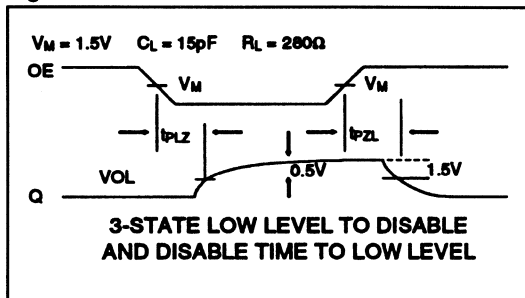 VM = 1.5V CL = 15pF RL = 280Ω
OE
VM VM
tPLZ tPZL
VOL 0.5V 1.5V
Q
3-STATE LOW LEVEL TO DISABLE
AND DISABLE TIME TO LOW LEVEL